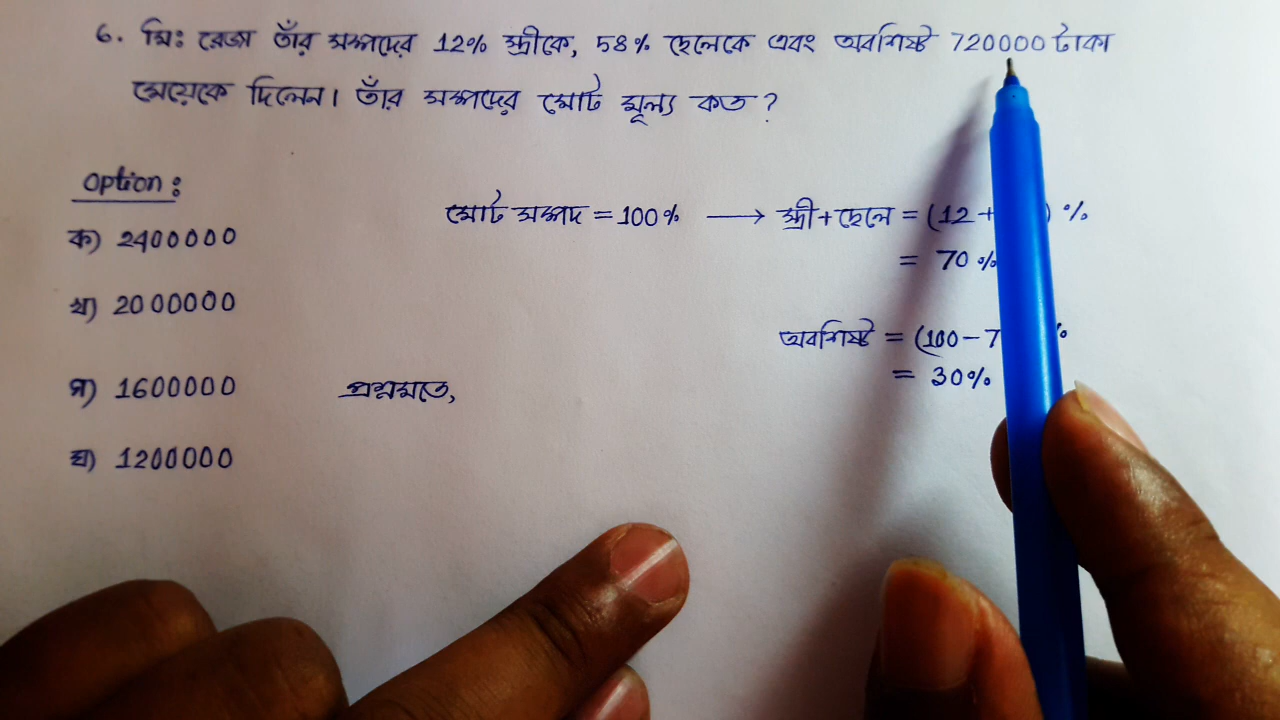 6. মিঃ রেজা তাঁর সম্পদের 12% স্ত্রীকে, 58% ছেলেকে এবং অবশিষ্ট 720000 টাকা
মেয়েকে দিলেন। তাঁর সম্পদের মোট মূল্য কত?
Option:
ক) 2400000
খ) 2000000
গ) 1600000
ঘ) 1200000
মোট সম্পদ = 100% ⟶ স্ত্রী + ছেলে = (12 + ) %
= 70%
অবশিষ্ট = (100 – 7 %
= 30%
প্রশ্নমতে,